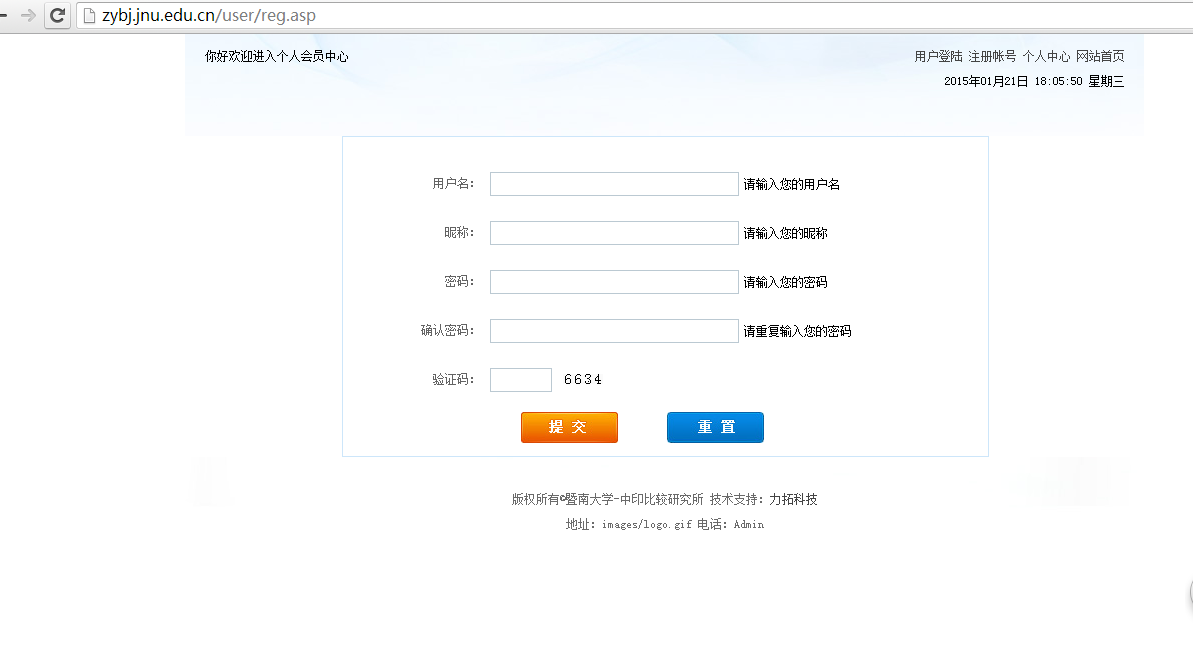 zybj.jnu.edu.cn/user/reg.asp
你好欢迎进入个人会员中心
用户登陆 注册帐号 个人中心 网站首页
2015年01月21日 18:05:50 星期三
用户名： 请输入您的用户名
昵称： 请输入您的昵称
密码： 请输入您的密码
确认密码： 请重复输入您的密码
验证码： 6634
提 交 重 置
版权所有©暨南大学-中印比较研究所 技术支持：力拓科技
地址：images/logo.gif 电话：Admin